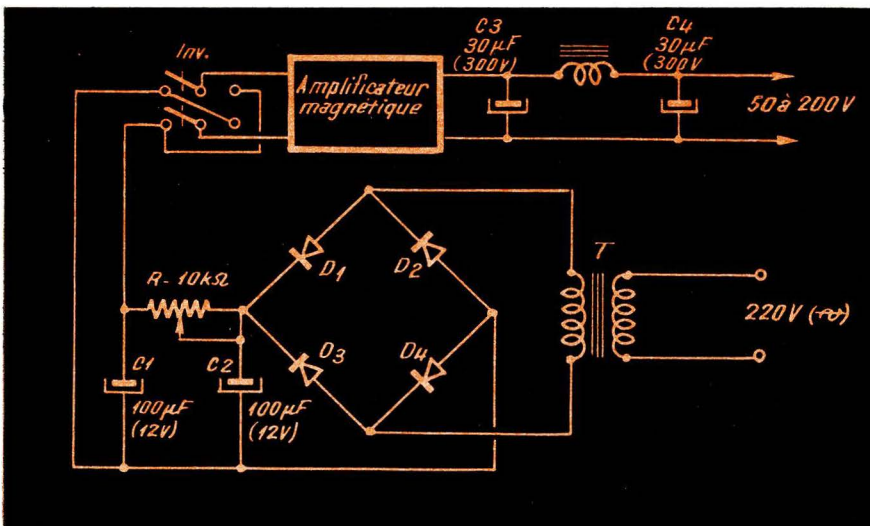 Inv.
Amplificateur
magnétique
C3
30µF
(300V)
C4
30µF
(300V
50 à 200V
R - 10kΩ
D1
D2
D3
D4
T
220V (~)
C1
100µF
(12V)
C2
100µF
(12V)